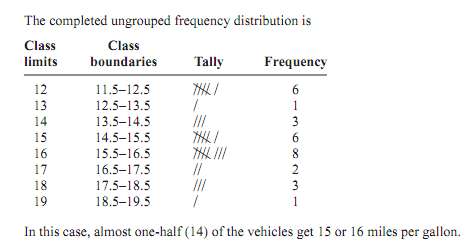 The completed ungrouped frequency distribution is
Class Class
limits boundaries Tally Frequency
12 11.5–12.5 𝍸 / 6
13 12.5–13.5 / 1
14 13.5–14.5 /// 3
15 14.5–15.5 𝍸 / 6
16 15.5–16.5 𝍸 /// 8
17 16.5–17.5 // 2
18 17.5–18.5 /// 3
19 18.5–19.5 / 1
In this case, almost one-half (14) of the vehicles get 15 or 16 miles per gallon.